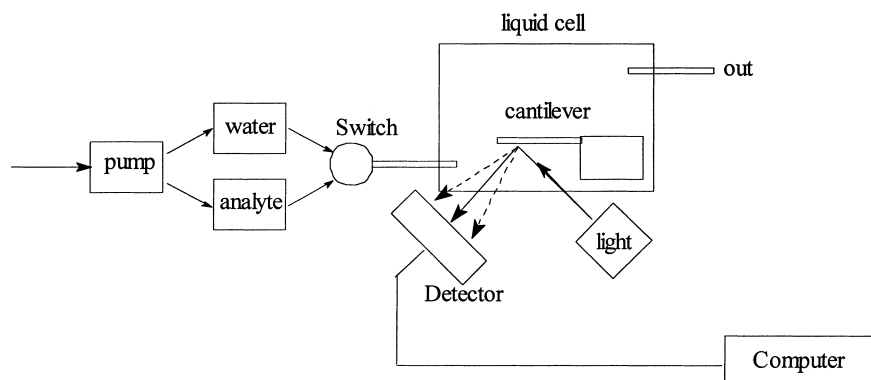 liquid cell
out
cantilever
water
Switch
pump
analyte
light
Detector
Computer